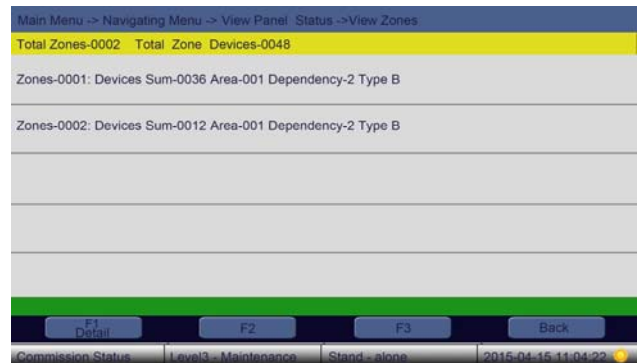 Main Menu -> Navigating Menu -> View Panel Status ->View Zones
Total Zones-0002 Total Zone Devices-0048
Zones-0001: Devices Sum-0036 Area-001 Dependency-2 Type B
Zones-0002: Devices Sum-0012 Area-001 Dependency-2 Type B
F1 Detail F2 F3 Back
Commission Status Level3 - Maintenance Stand - alone 2015-04-15 11:04:22